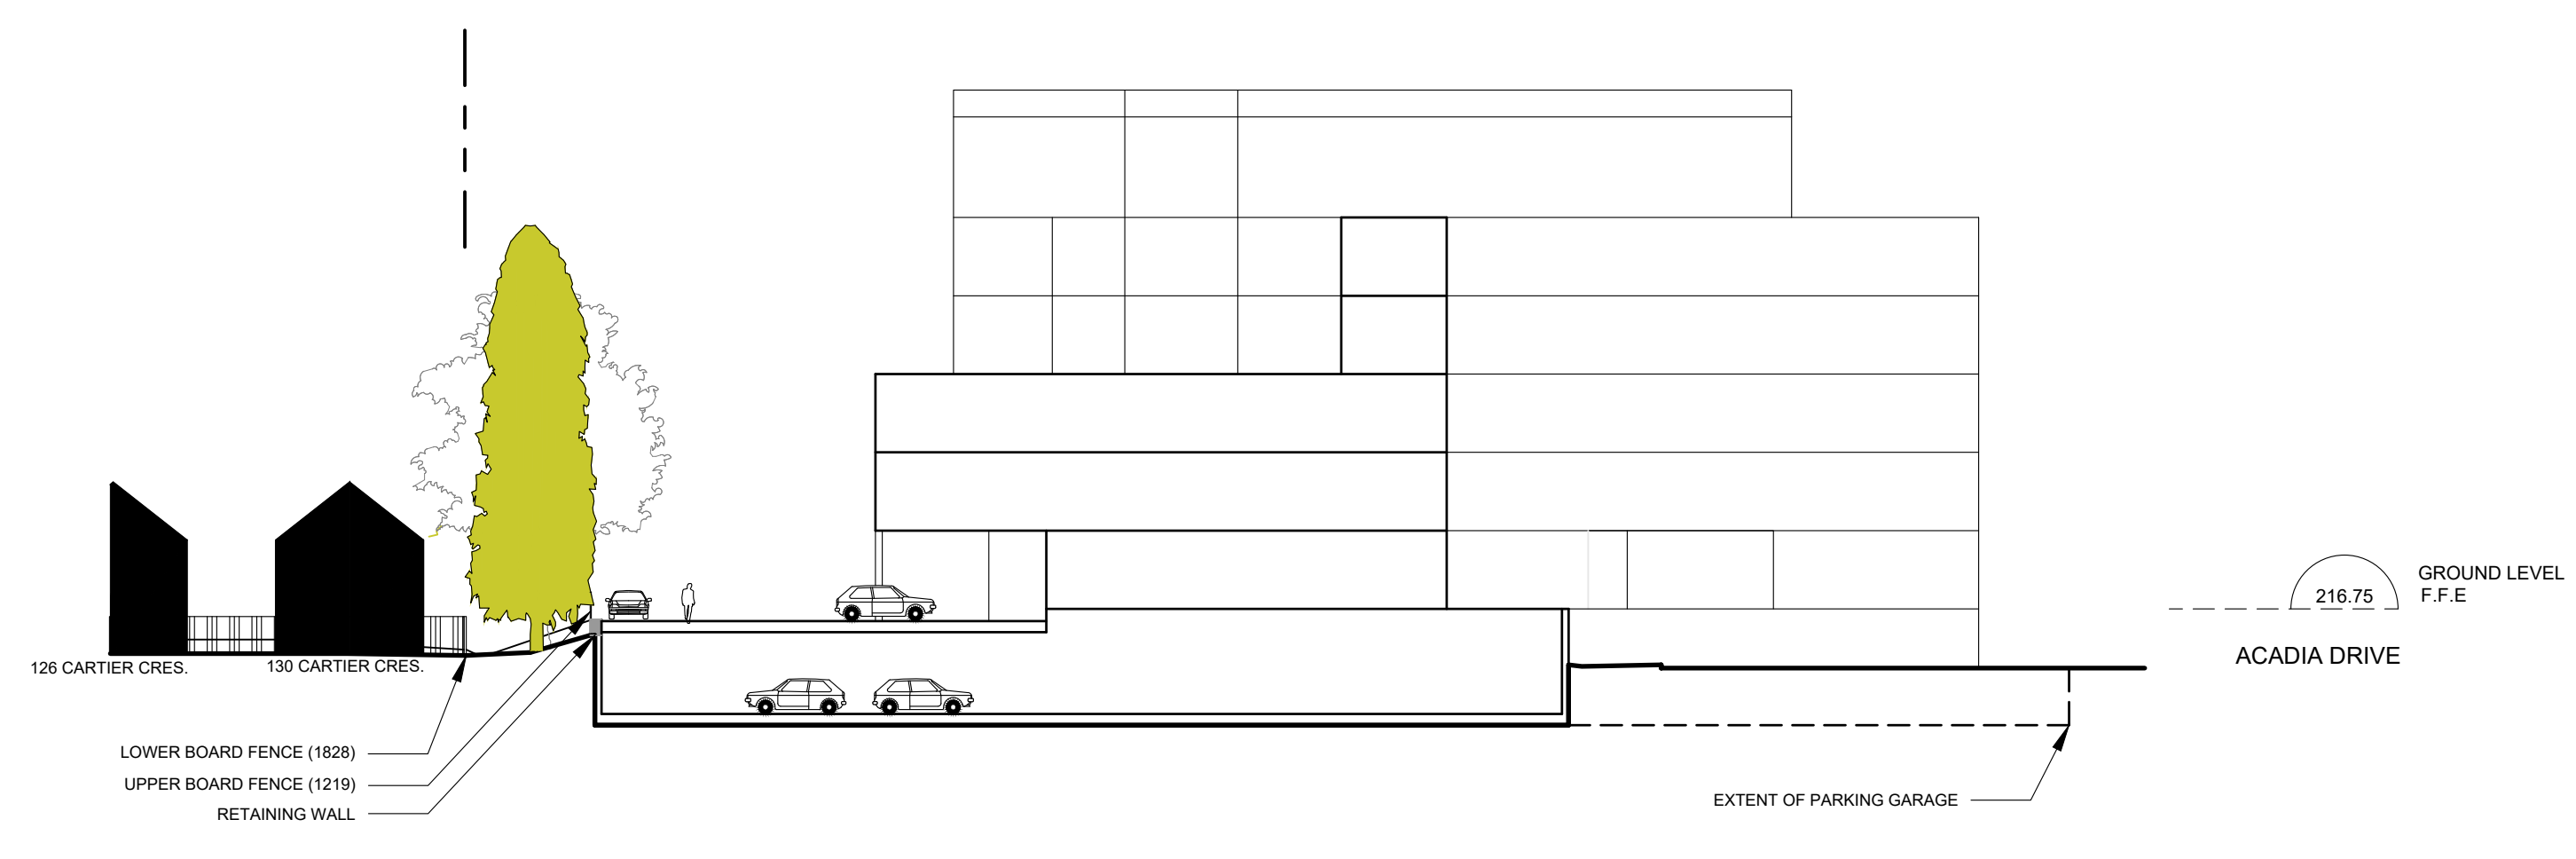 GROUND LEVEL
216.75
F.F.E
ACADIA DRIVE
126 CARTIER CRES.
130 CARTIER CRES.
LOWER BOARD FENCE (1828)
UPPER BOARD FENCE (1219)
RETAINING WALL
EXTENT OF PARKING GARAGE